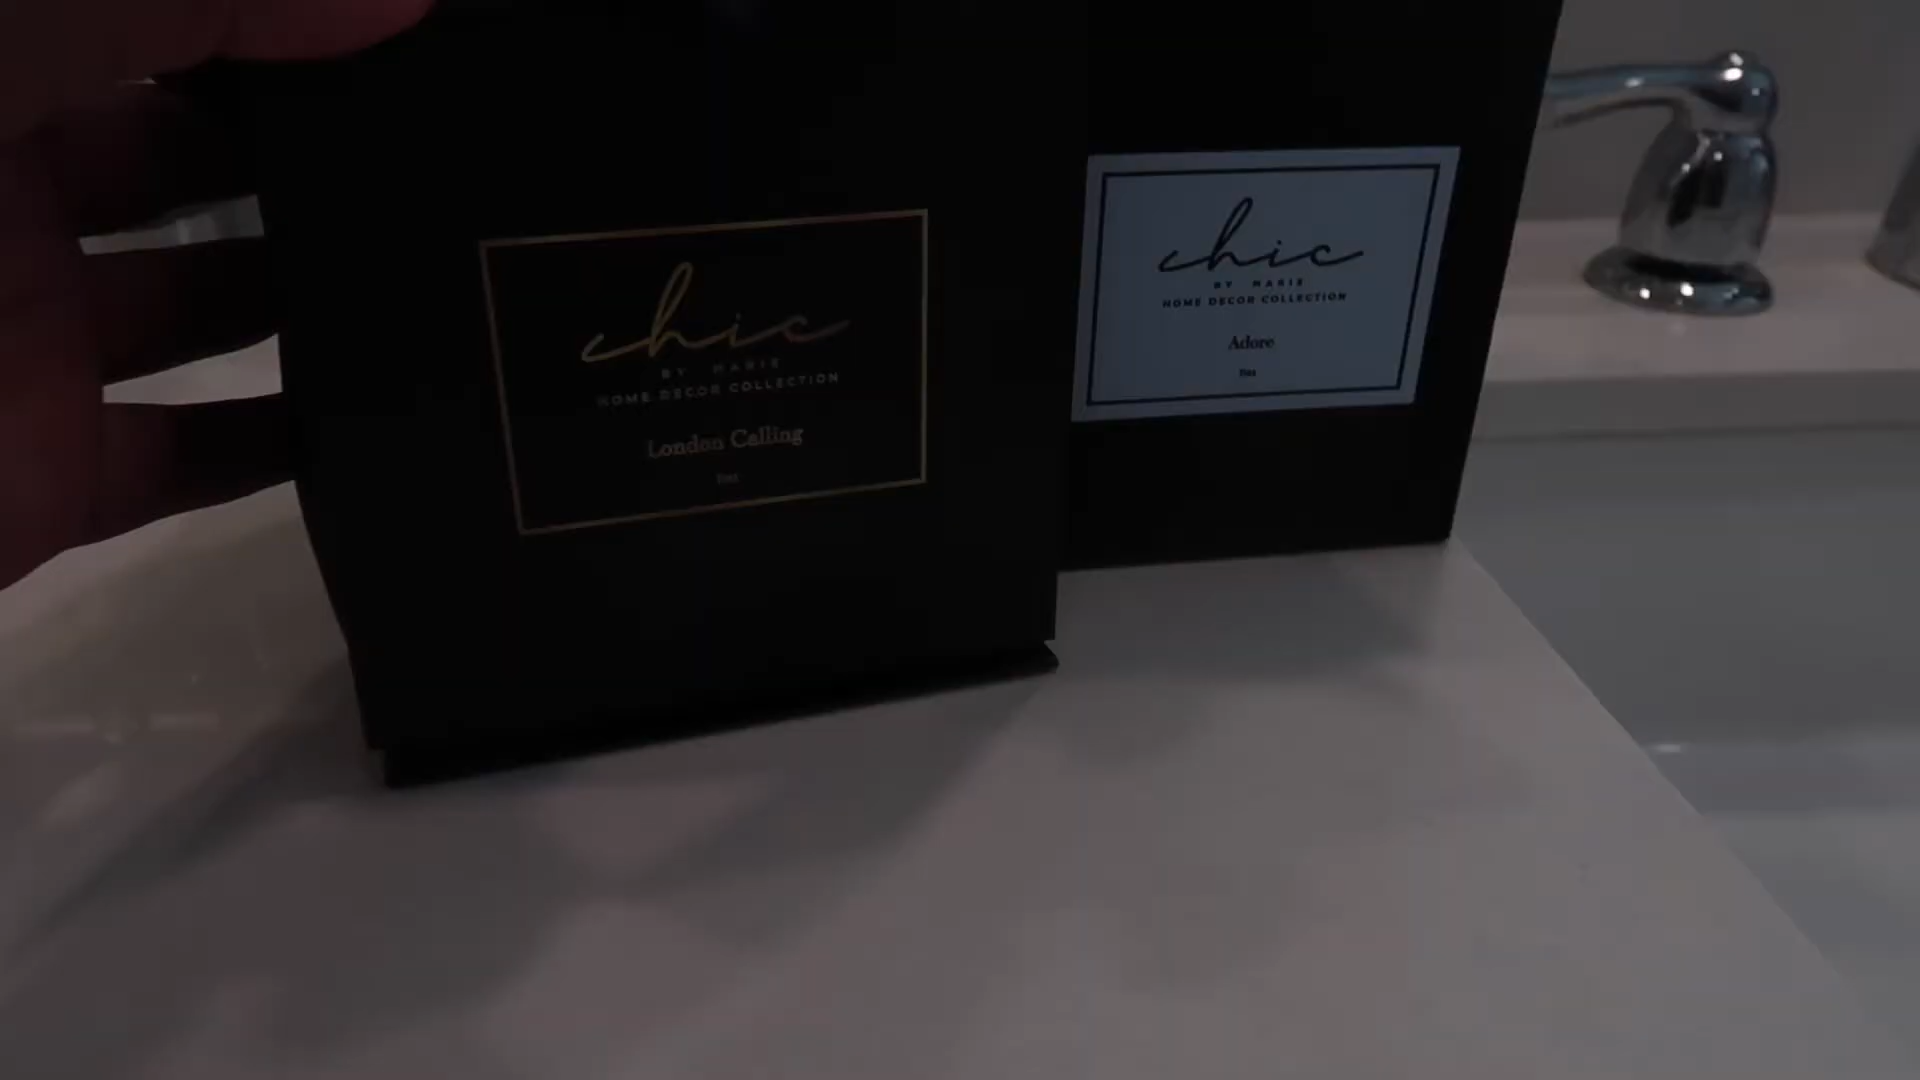 chic
BY MARIE
HOME DECOR COLLECTION
London Calling
chic
BY MARIE
HOME DECOR COLLECTION
Adore